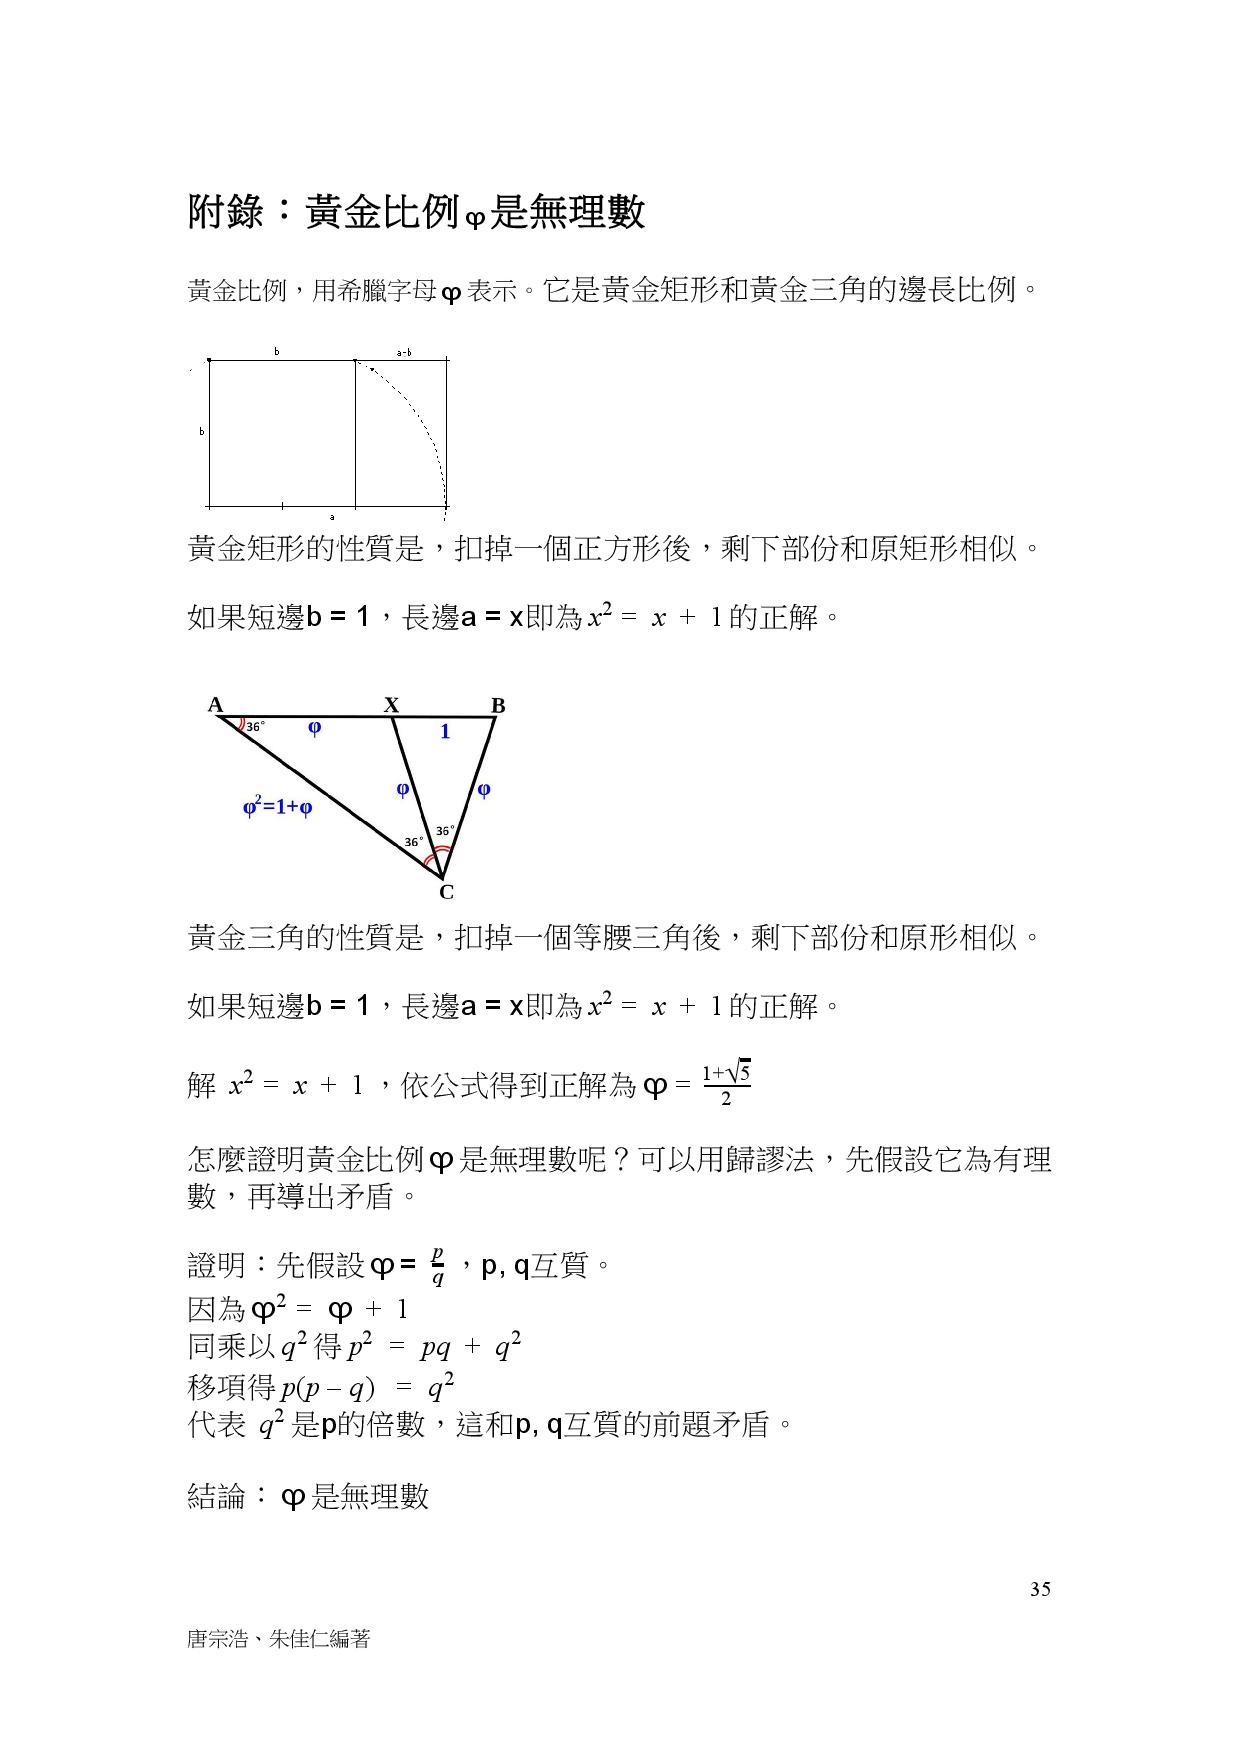 附錄：黃金比例φ是無理數
黃金比例，用希臘字母φ表示。它是黃金矩形和黃金三角的邊長比例。
b a-b
b
a
黃金矩形的性質是，扣掉一個正方形後，剩下部份和原矩形相似。
如果短邊b = 1，長邊a = x即為 x² = x + 1 的正解。
A X B
36° φ 1
φ φ
φ²=1+φ
36° 36°
C
黃金三角的性質是，扣掉一個等腰三角後，剩下部份和原形相似。
如果短邊b = 1，長邊a = x即為 x² = x + 1 的正解。
解 x² = x + 1 ，依公式得到正解為 φ = (1+√5)/2
怎麼證明黃金比例φ是無理數呢？可以用歸謬法，先假設它為有理
數，再導出矛盾。
證明：先假設φ= p/q ，p, q互質。
因為φ² = φ + 1
同乘以 q² 得 p² = pq + q²
移項得 p(p – q) = q²
代表 q² 是p的倍數，這和p, q互質的前題矛盾。
結論： φ 是無理數
35
唐宗浩、朱佳仁編著